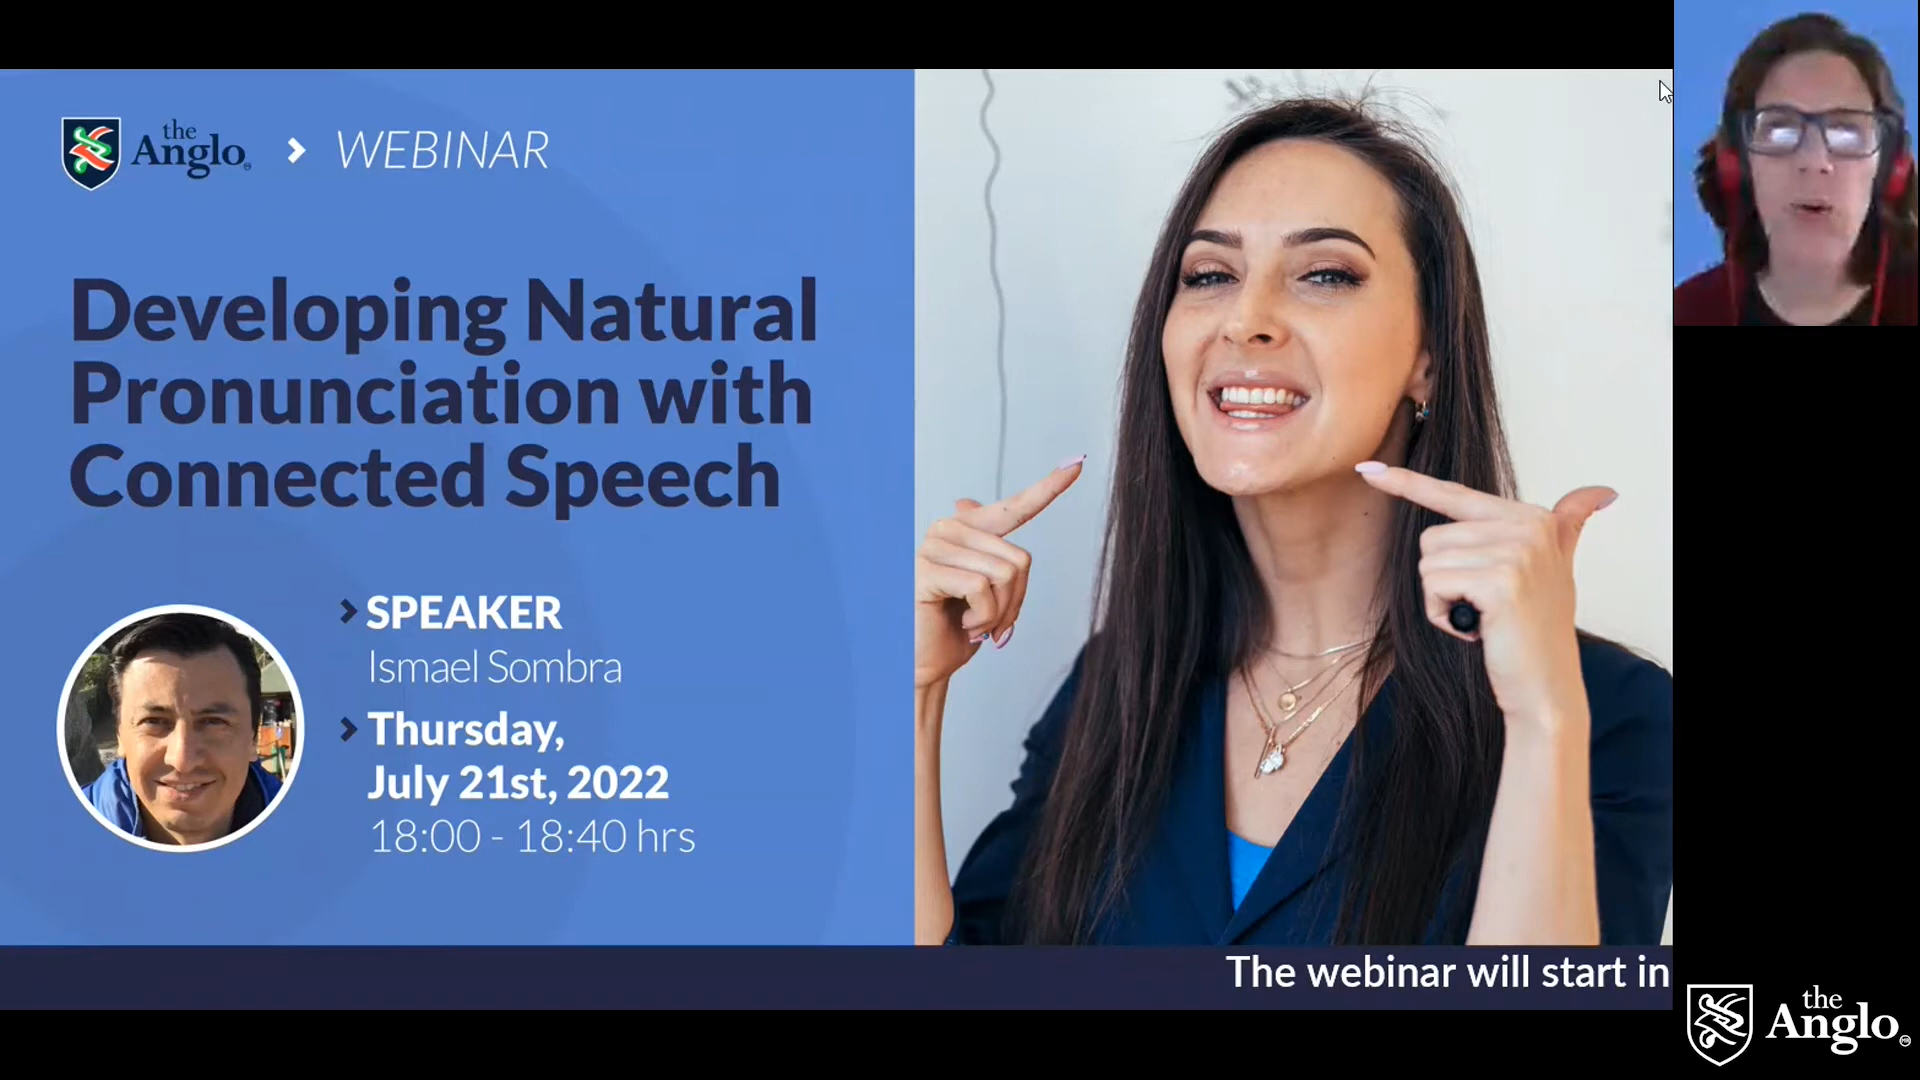 the
Anglo
WEBINAR
Developing Natural
Pronunciation with
Connected Speech
SPEAKER
Ismael Sombra
Thursday,
July 21st, 2022
18:00 - 18:40 hrs
The webinar will start in
the
Anglo